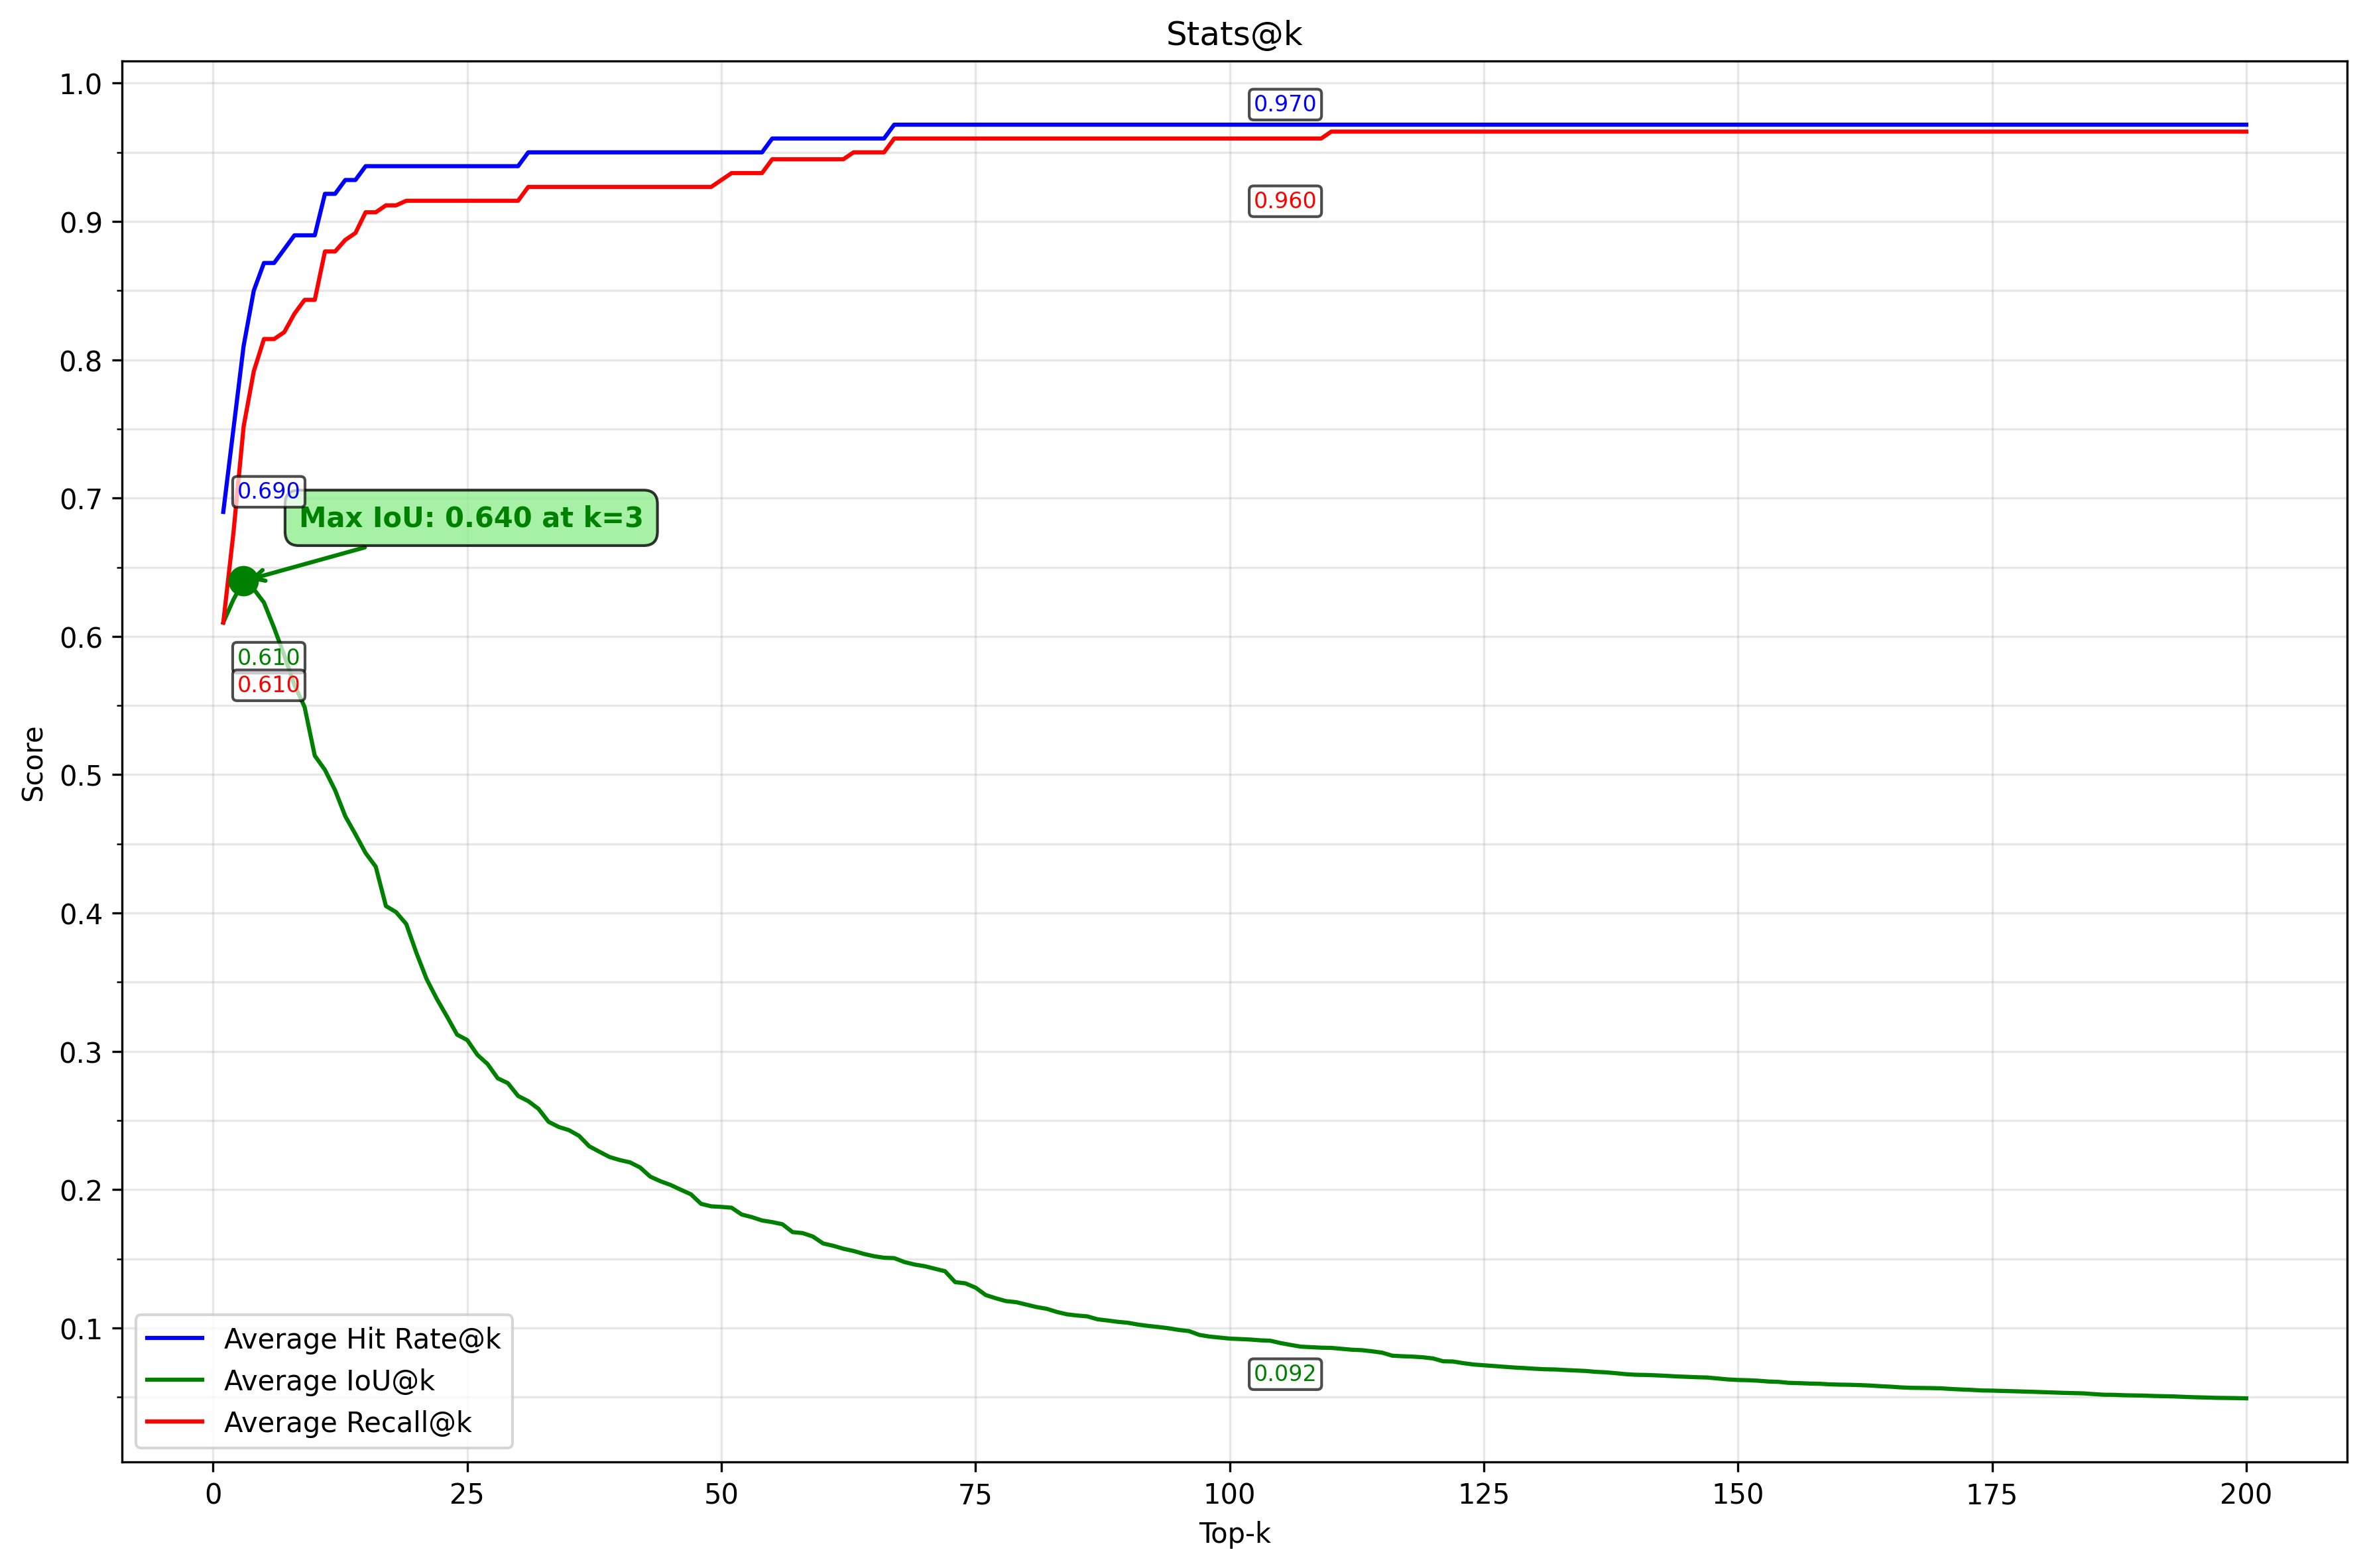 Stats@k
1.0
0.9
0.8
0.7
0.6
0.5
0.4
0.3
0.2
0.1
Score
0.970
0.960
0.690
Max IoU: 0.640 at k=3
0.610
0.610
0.092
Average Hit Rate@k
Average IoU@k
Average Recall@k
0 25 50 75 100 125 150 175 200
Top-k